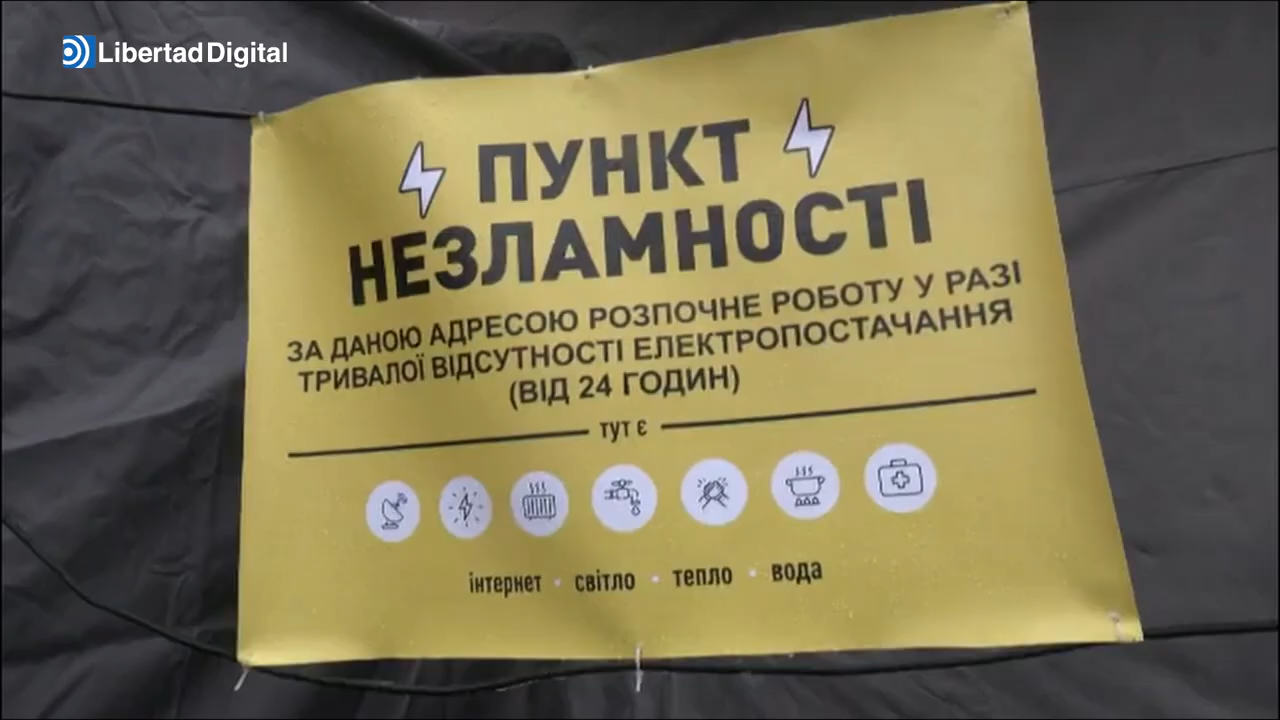 Libertad Digital
ПУНКТ
НЕЗЛАМНОСТІ
ЗА ДАНОЮ АДРЕСОЮ РОЗПОЧНЕ РОБОТУ У РАЗІ
ТРИВАЛОЇ ВІДСУТНОСТІ ЕЛЕКТРОПОСТАЧАННЯ
(ВІД 24 ГОДИН)
тут є
інтернет • світло • тепло • вода